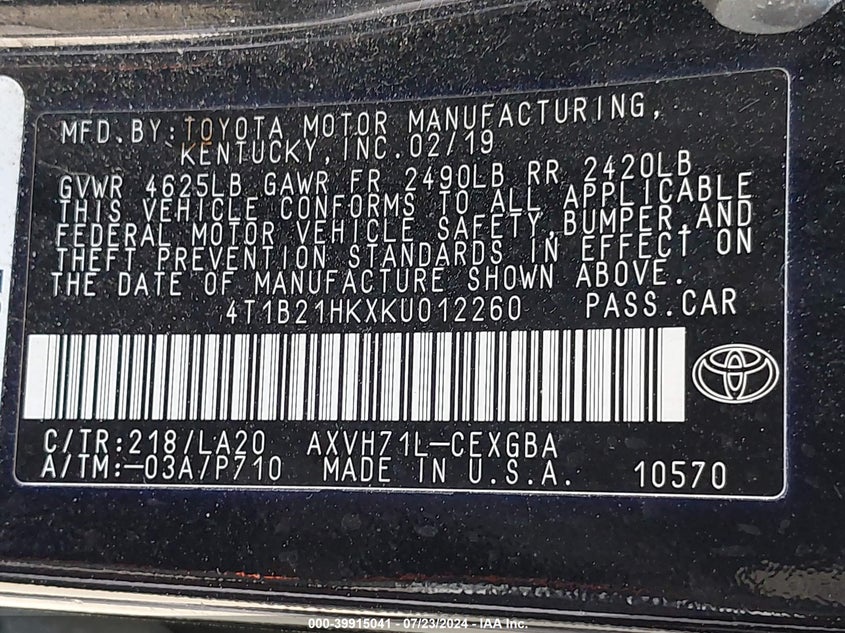 MFD.BY:TOYOTA MOTOR MANUFACTURING,
KENTUCKY,INC.02/19
GVWR 4625LB GAWR FR 2490LB RR 2420LB
THIS VEHICLE CONFORMS TO ALL APPLICABLE
FEDERAL MOTOR VEHICLE SAFETY,BUMPER,AND
THEFT PREVENTION STANDARDS IN EFFECT ON
THE DATE OF MANUFACTURE SHOWN ABOVE.
4T1B21HKXKU012260 PASS.CAR
C/TR:218/LA20 AXVH71L-CEXGBA
A/TM:-03A/P710 MADE IN U.S.A. 10570
000-39915041 - 07/23/2024 - IAA Inc.